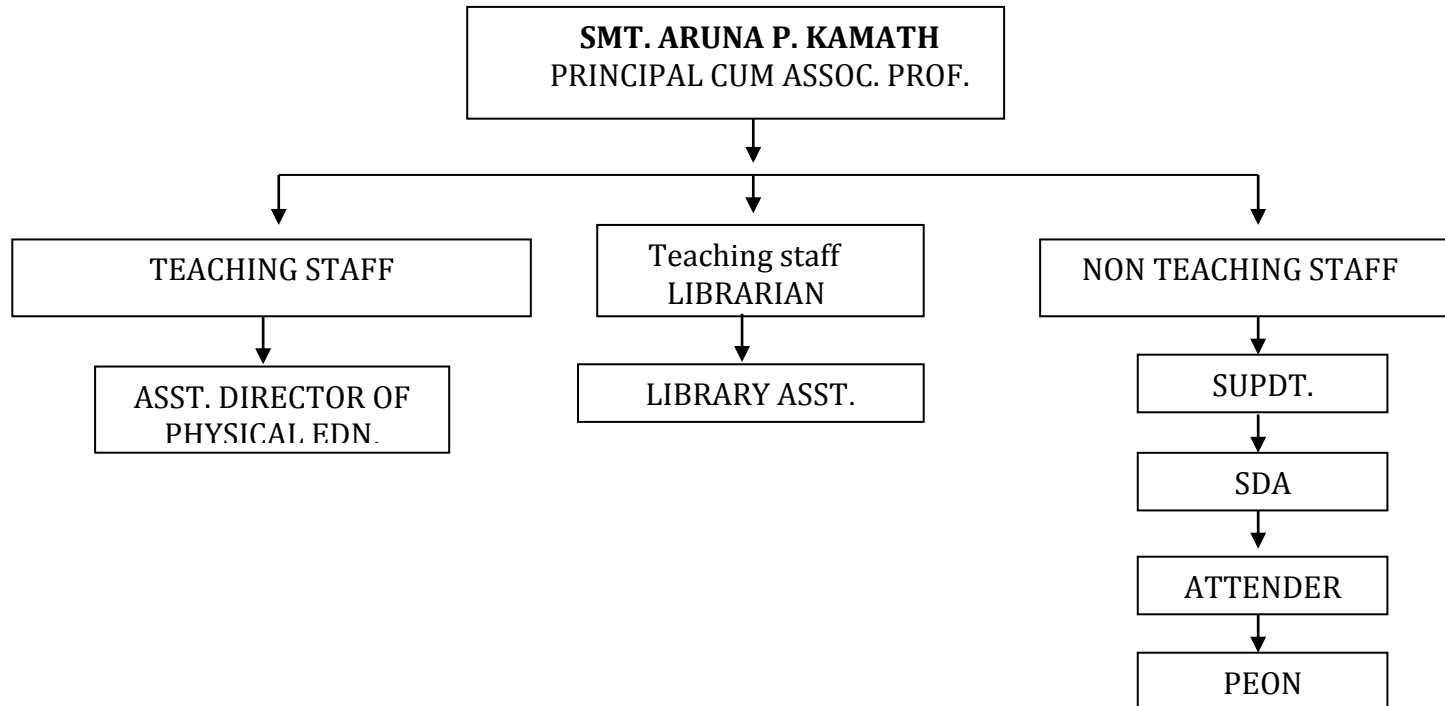 SMT. ARUNA P. KAMATH
PRINCIPAL CUM ASSOC. PROF.
TEACHING STAFF
Teaching staff
LIBRARIAN
NON TEACHING STAFF
ASST. DIRECTOR OF
PHYSICAL EDN.
LIBRARY ASST.
SUPDT.
SDA
ATTENDER
PEON